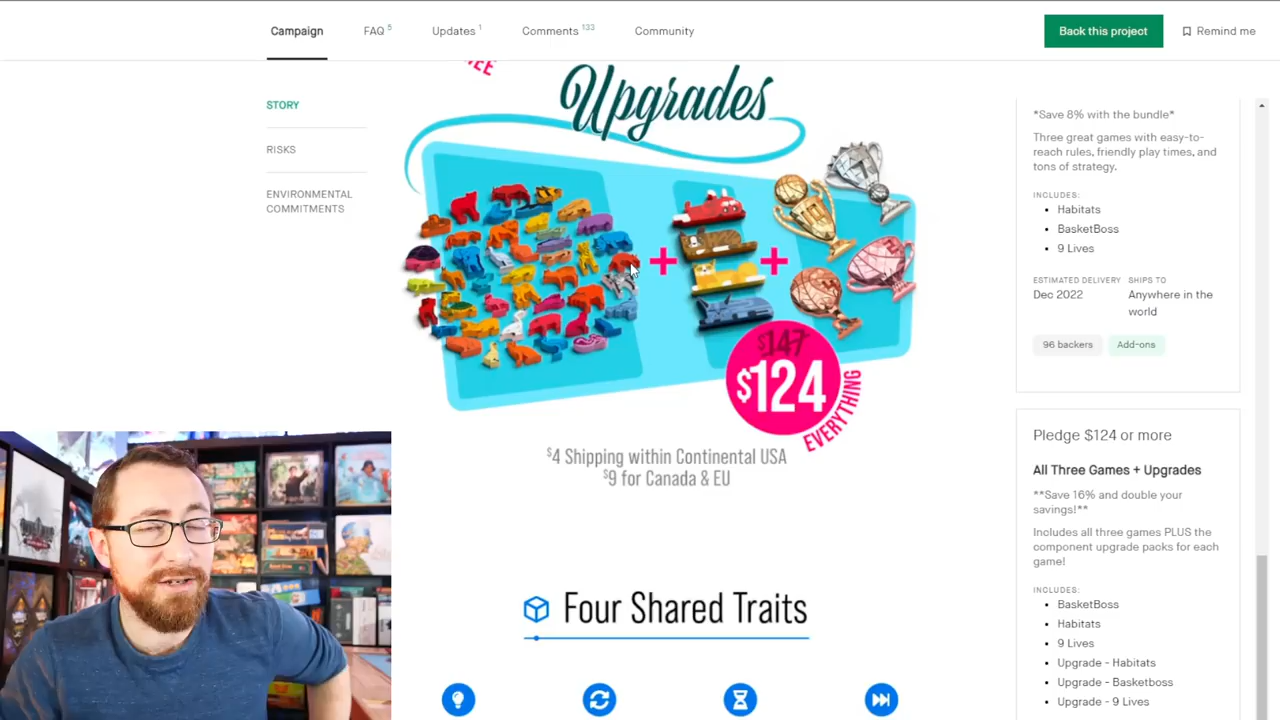 Campaign
FAQ 5
Updates 1
Comments 133
Community
Back this project
Remind me
STORY
RISKS
ENVIRONMENTAL
COMMITMENTS
Upgrades
$147
$124
EVERYTHING
$4 Shipping within Continental USA
$9 for Canada & EU
Four Shared Traits
*Save 8% with the bundle*
Three great games with easy-to-
reach rules, friendly play times, and
tons of strategy.
INCLUDES:
Habitats
BasketBoss
9 Lives
ESTIMATED DELIVERY
Dec 2022
SHIPS TO
Anywhere in the
world
96 backers
Add-ons
Pledge $124 or more
All Three Games + Upgrades
**Save 16% and double your
savings!**
Includes all three games PLUS the
component upgrade packs for each
game!
INCLUDES:
BasketBoss
Habitats
9 Lives
Upgrade - Habitats
Upgrade - Basketboss
Upgrade - 9 Lives